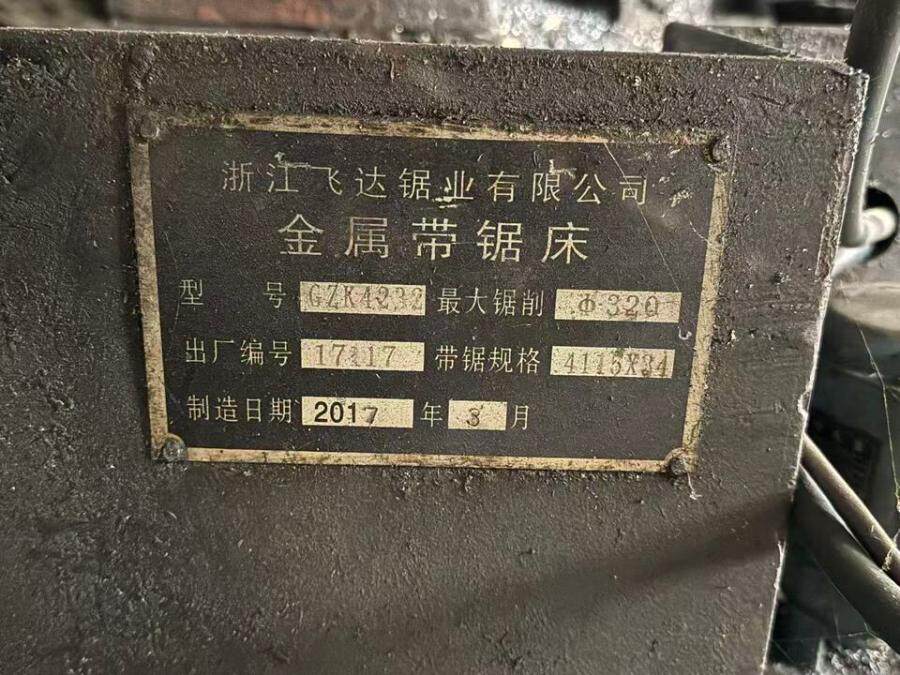 浙江飞达锯业有限公司
金属带锯床
型 号 GZK4232 最大锯削 Φ320
出厂编号 17117 带锯规格 4115X34
制造日期 2017 年 3 月